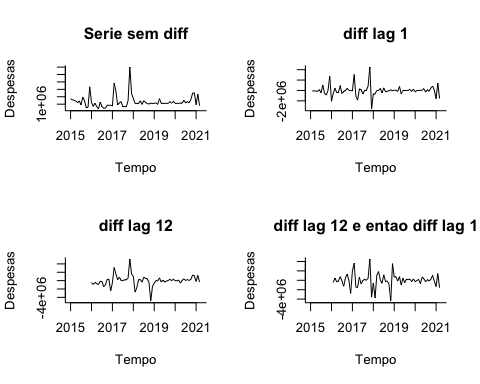 Serie sem diff
Despesas
1e+06
2015 2017 2019 2021
Tempo
diff lag 1
Despesas
-2e+06
2015 2017 2019 2021
Tempo
diff lag 12
Despesas
-4e+06
2015 2017 2019 2021
Tempo
diff lag 12 e entao diff lag 1
Despesas
-4e+06
2015 2017 2019 2021
Tempo